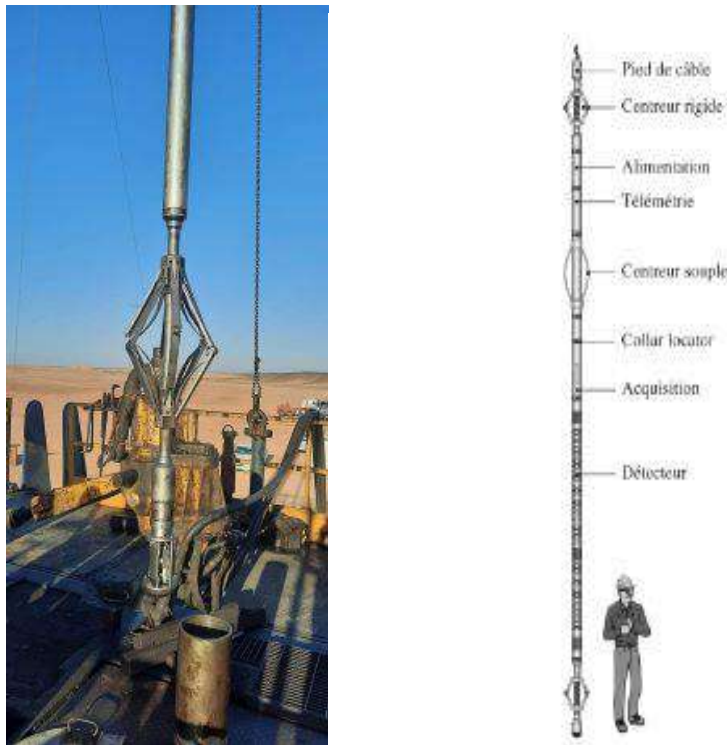 Pied de câble
Centreur rigide
Alimentation
Télémétrie
Centreur souple
Collar locator
Acquisition
Détecteur